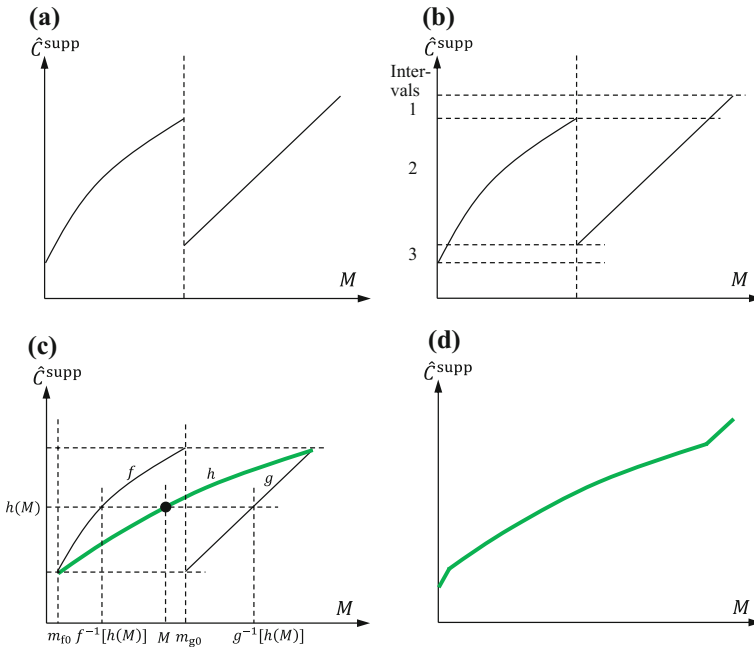 (a)
Ĉsupp
M
(b)
Ĉsupp
Inter-
vals
1
2
3
M
(c)
Ĉsupp
f
h
g
h(M)
M
mf0 f⁻¹[h(M)] M mg0 g⁻¹[h(M)]
(d)
Ĉsupp
M